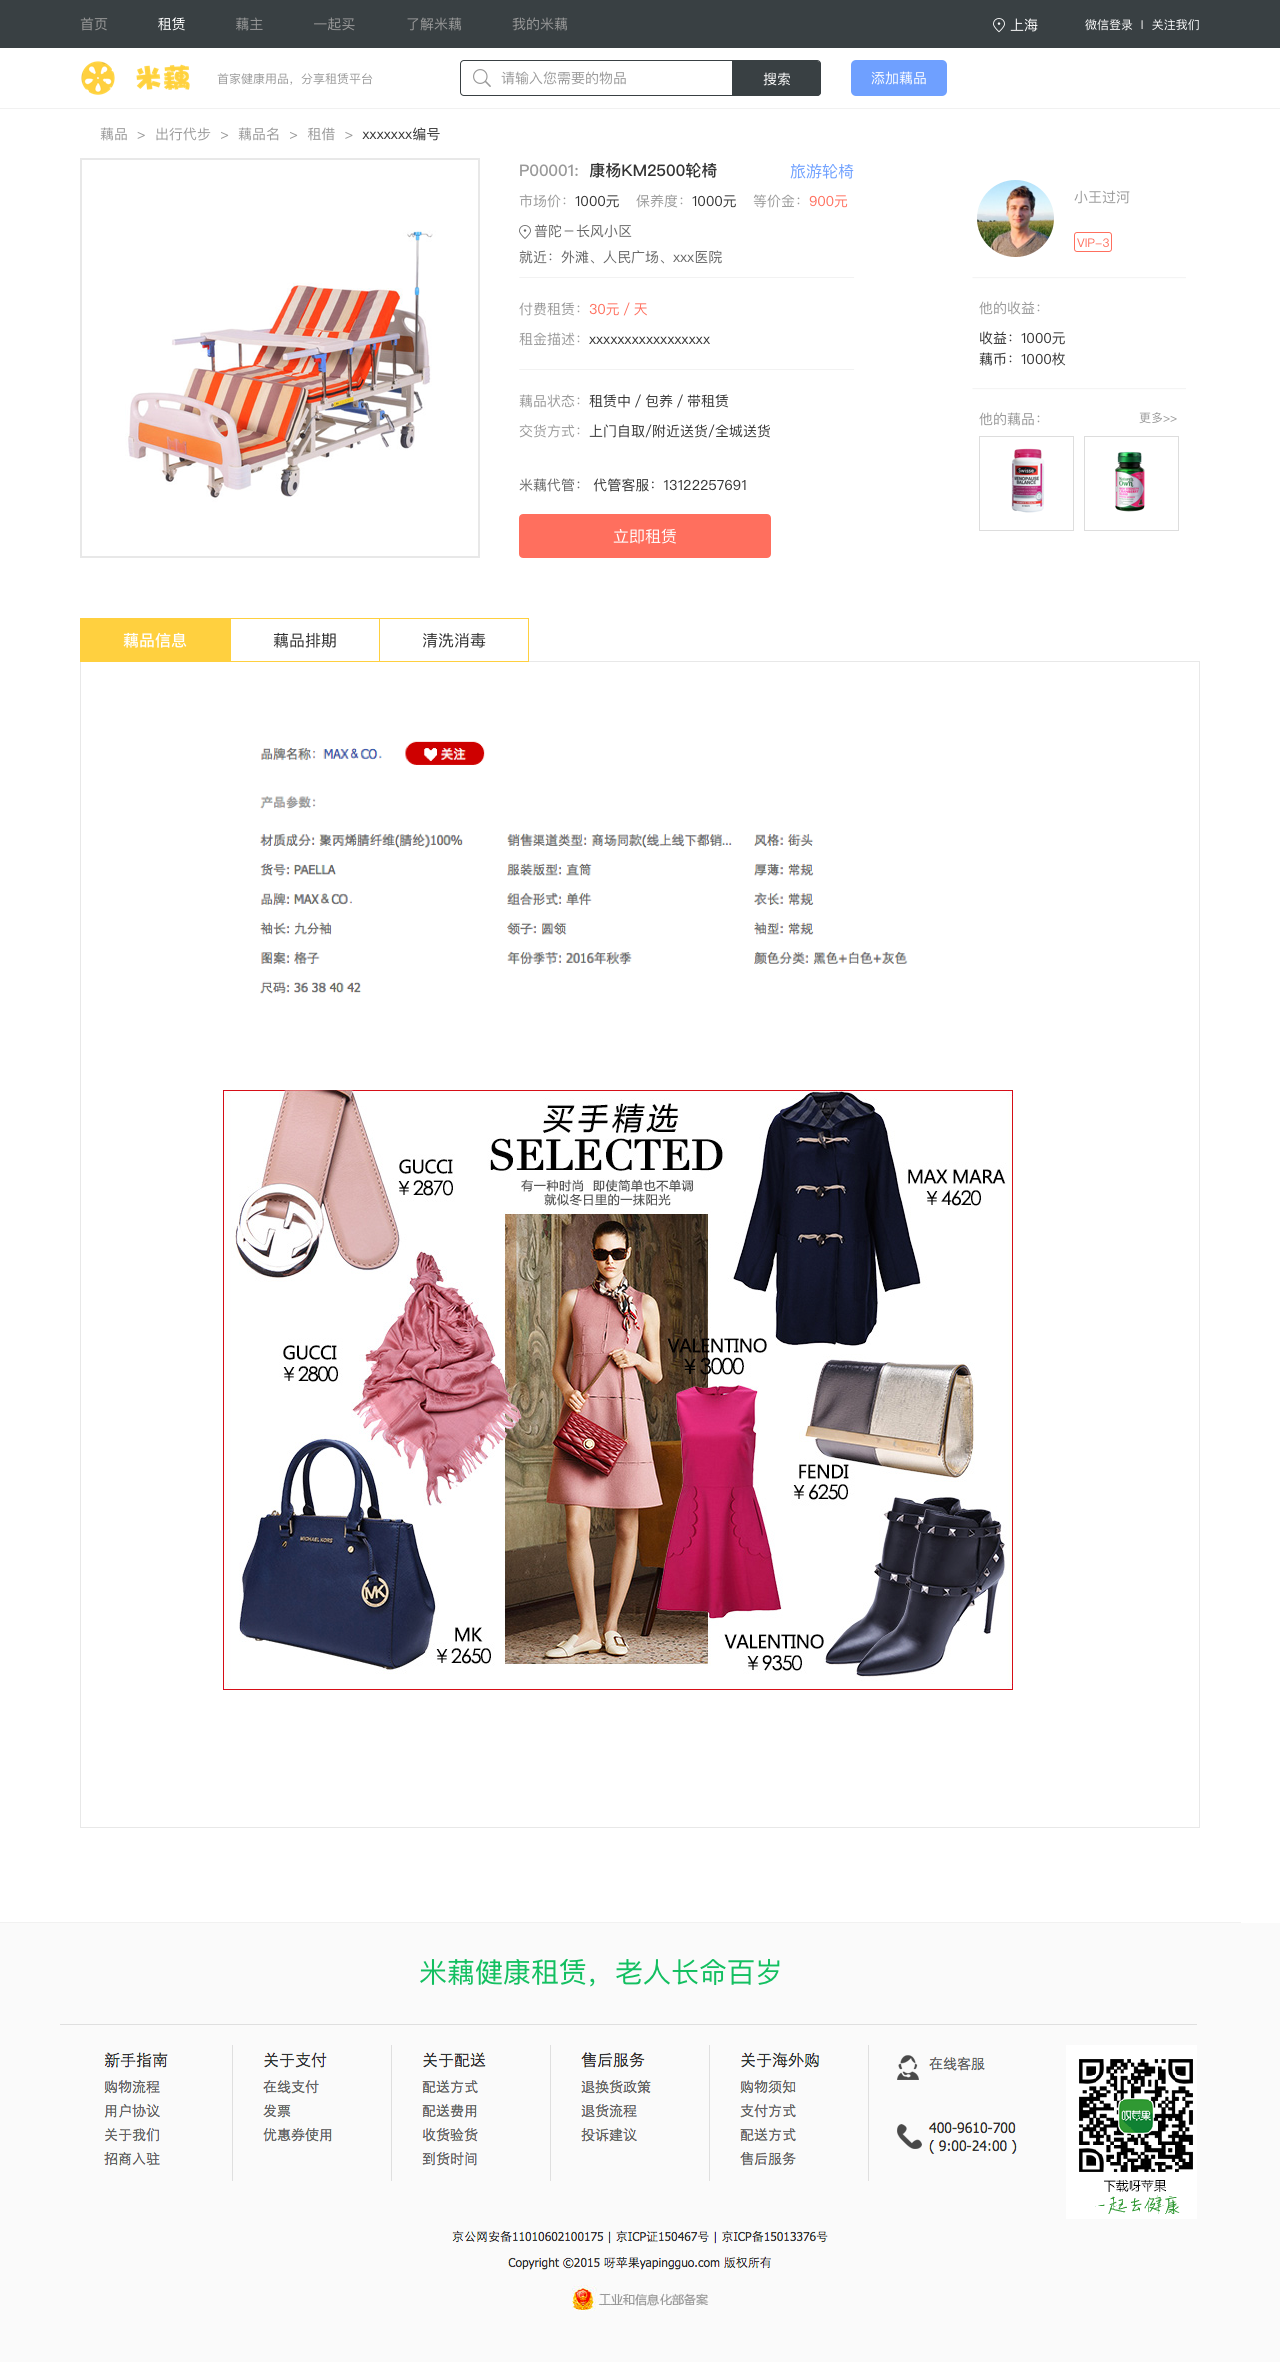 首页 租赁 藕主 一起买 了解米藕 我的米藕 上海 微信登录 | 关注我们
米藕 首家健康用品，分享租赁平台 请输入您需要的物品 搜索 添加藕品
藕品 > 出行代步 > 藕品名 > 租借 > xxxxxxx编号
P00001: 康杨KM2500轮椅 旅游轮椅
市场价：1000元 保养度：1000元 等价金：900元
普陀－长风小区
就近：外滩、人民广场、xxx医院
付费租赁：30元 / 天
租金描述：xxxxxxxxxxxxxxxxx
藕品状态：租赁中 / 包养 / 带租赁
交货方式：上门自取/附近送货/全城送货
米藕代管： 代管客服：13122257691
立即租赁
小王过河
VIP-3
他的收益：
收益：1000元
藕币：1000枚
他的藕品： 更多>>
藕品信息 藕品排期 清洗消毒
品牌名称：MAX&CO. 关注
产品参数：
材质成分: 聚丙烯腈纤维(腈纶)100% 销售渠道类型: 商场同款(线上线下都销... 风格: 街头
货号: PAELLA 服装版型: 直筒 厚薄: 常规
品牌: MAX&CO. 组合形式: 单件 衣长: 常规
袖长: 九分袖 领子: 圆领 袖型: 常规
图案: 格子 年份季节: 2016年秋季 颜色分类: 黑色+白色+灰色
尺码: 36 38 40 42
买手精选
SELECTED
有一种时尚 即使简单也不单调
就似冬日里的一抹阳光
GUCCI
￥2870
MAX MARA
￥4620
GUCCI
￥2800
VALENTINO
￥3000
FENDI
￥6250
MICHAEL KORS
MK
MK
￥2650
VALENTINO
￥9350
米藕健康租赁，老人长命百岁
新手指南
购物流程
用户协议
关于我们
招商入驻
关于支付
在线支付
发票
优惠券使用
关于配送
配送方式
配送费用
收货验货
到货时间
售后服务
退换货政策
退货流程
投诉建议
关于海外购
购物须知
支付方式
配送方式
售后服务
在线客服
400-9610-700
( 9:00-24:00 )
呀苹果
下载呀苹果
一起去健康
京公网安备11010602100175 | 京ICP证150467号 | 京ICP备15013376号
Copyright ©2015 呀苹果yapingguo.com 版权所有
工业和信息化部备案